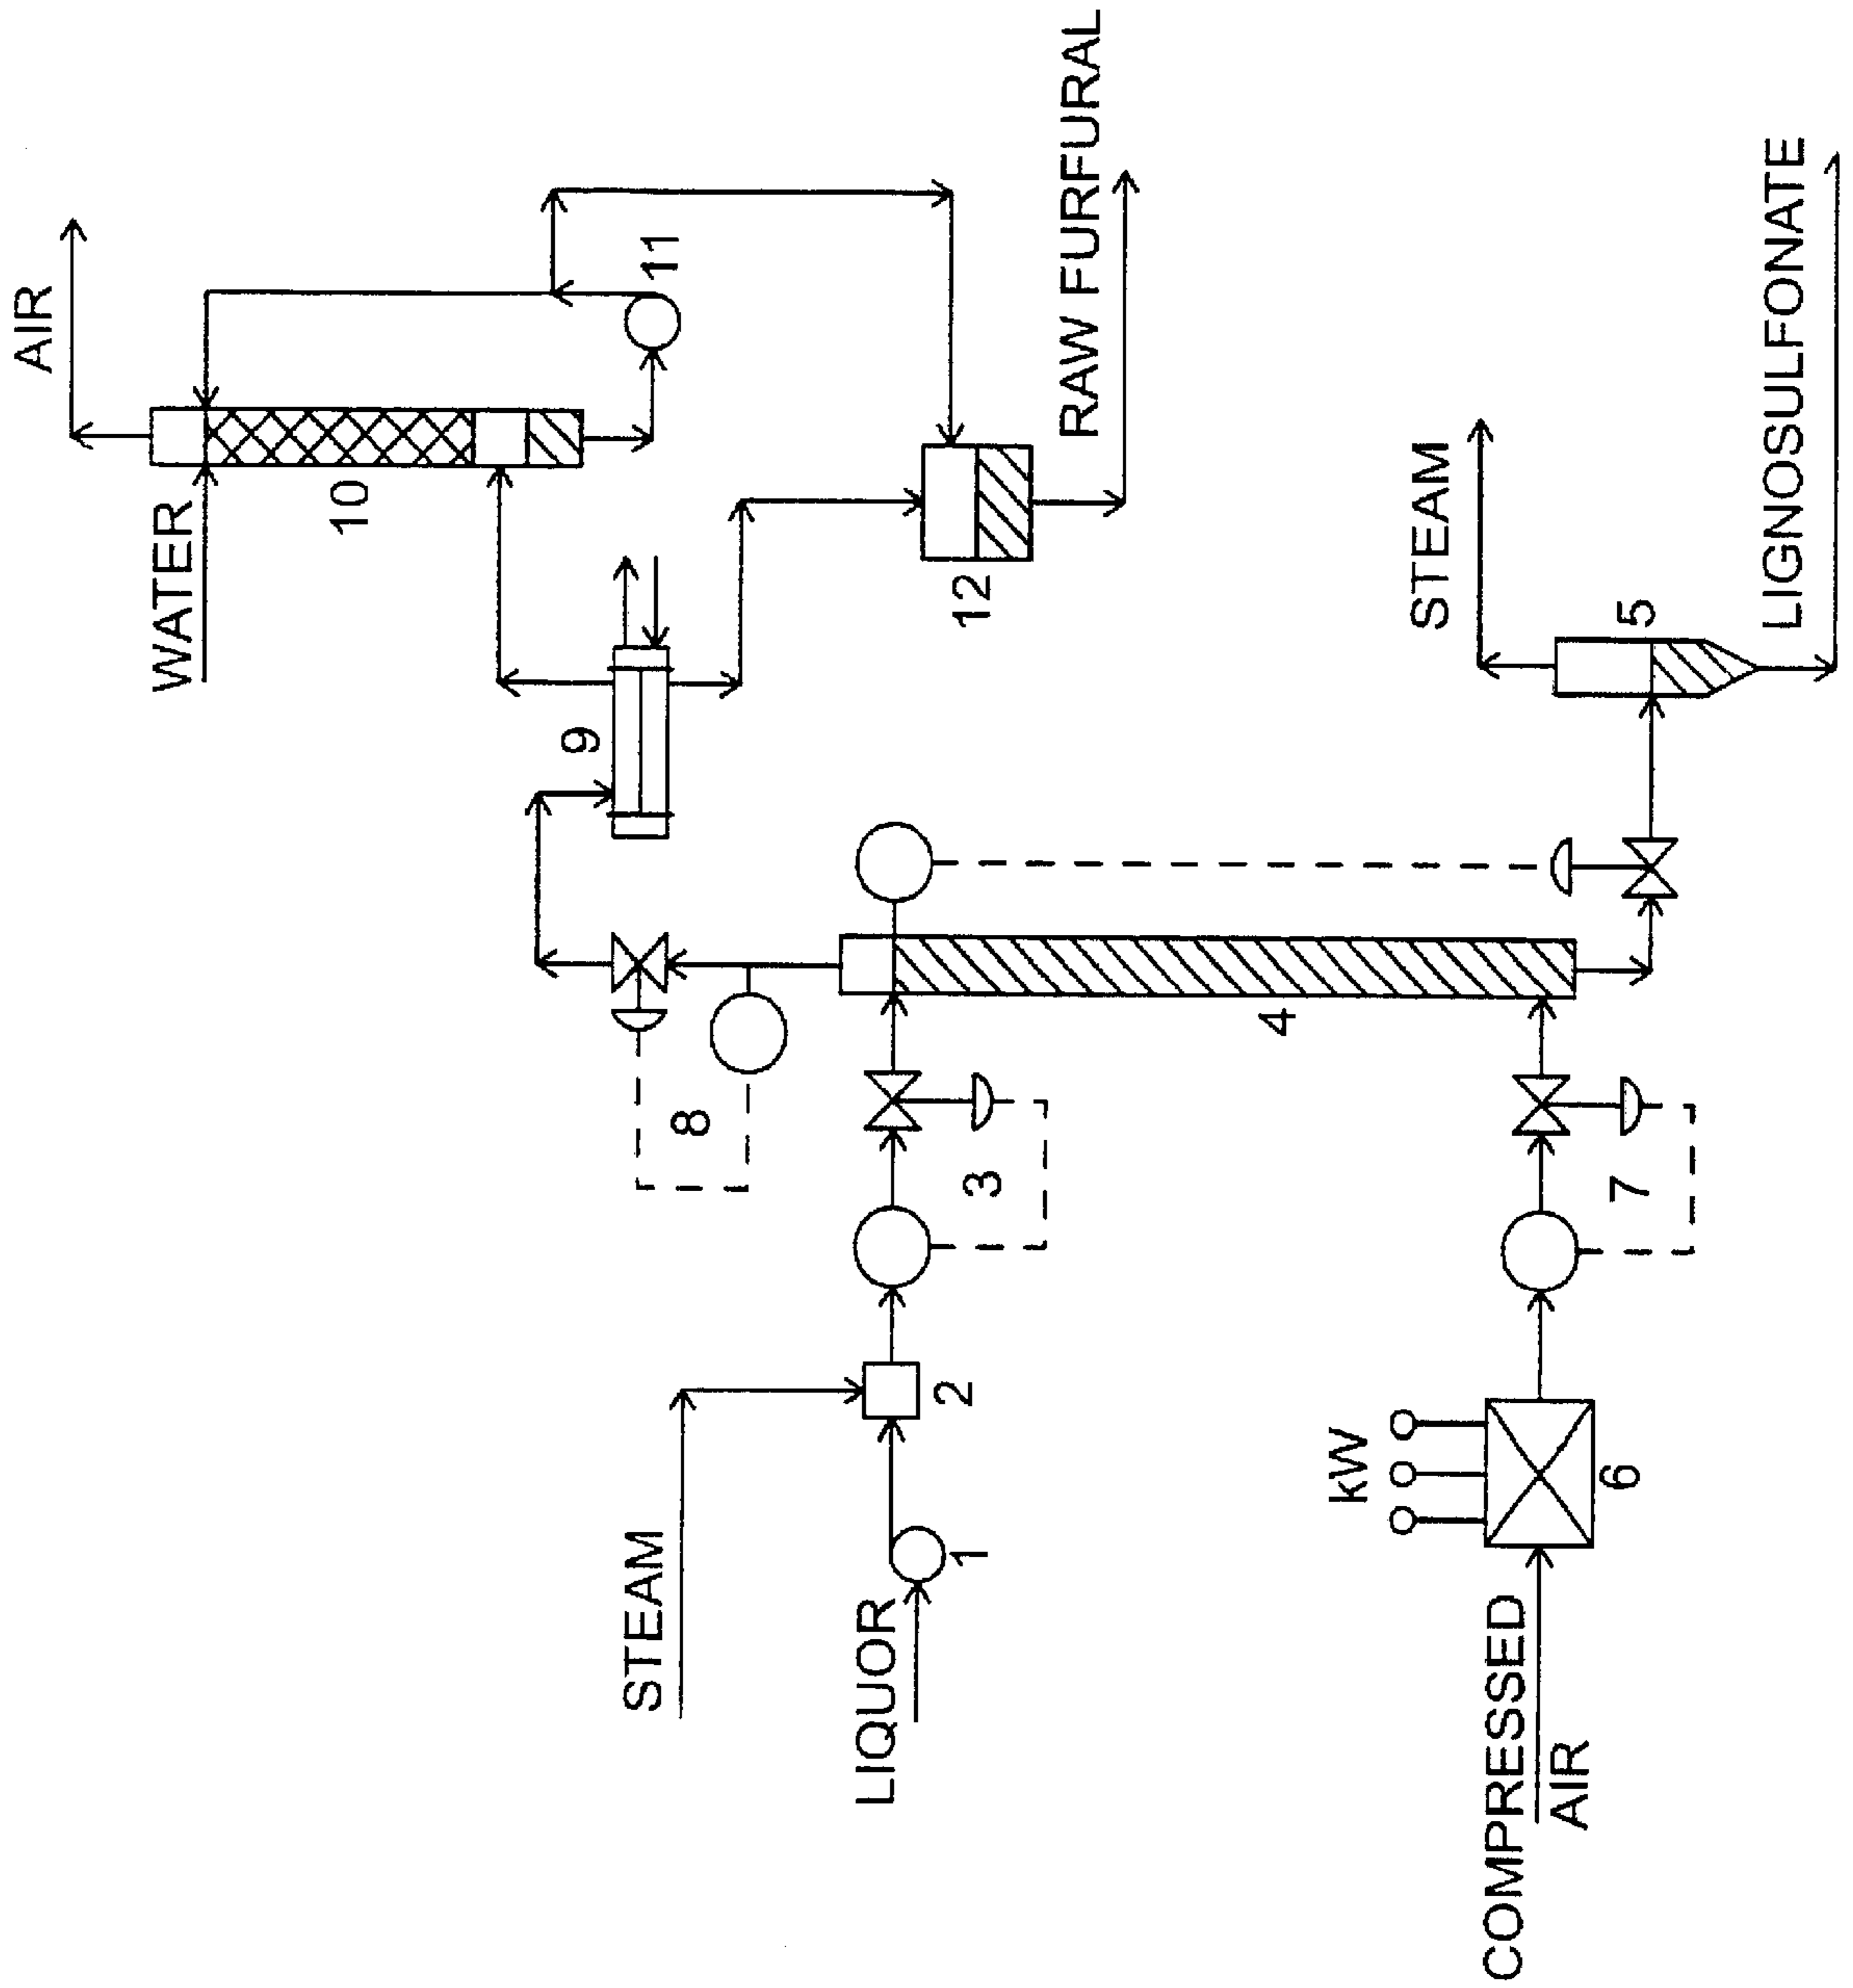 AIR
WATER
10
11
9
12
RAW FURFURAL
8
STEAM
2
3
LIQUOR
1
4
STEAM
5
kW
6
7
COMPRESSED
AIR
LIGNOSULFONATE